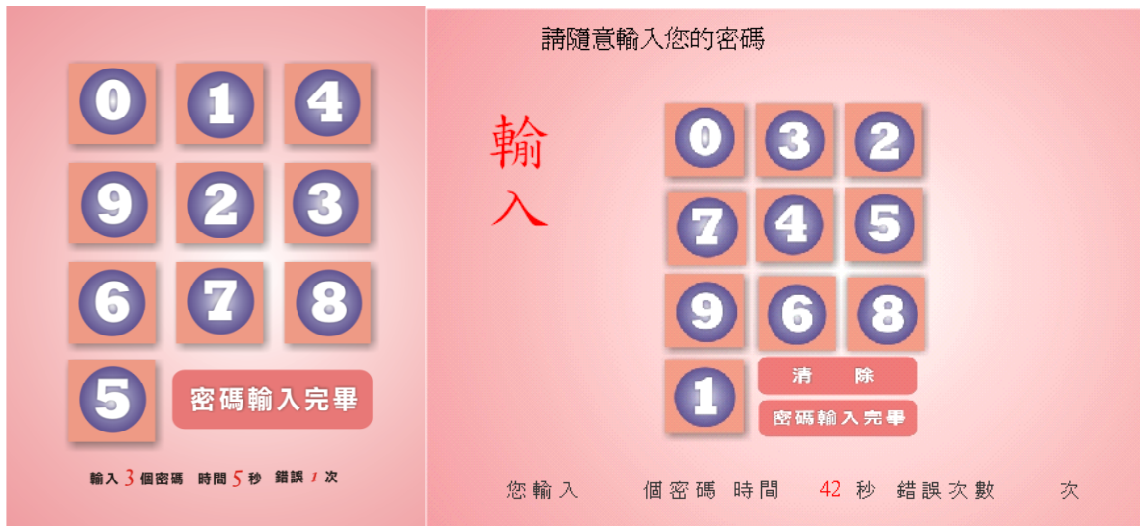 0 1 4
9 2 3
6 7 8
5 密碼輸入完畢
輸入 3 個密碼 時間 5 秒 錯誤 1 次
請隨意輸入您的密碼
輸入
0 3 2
7 4 5
9 6 8
1 清 除
密碼輸入完畢
您輸入 個密碼 時間 42 秒 錯誤次數 次